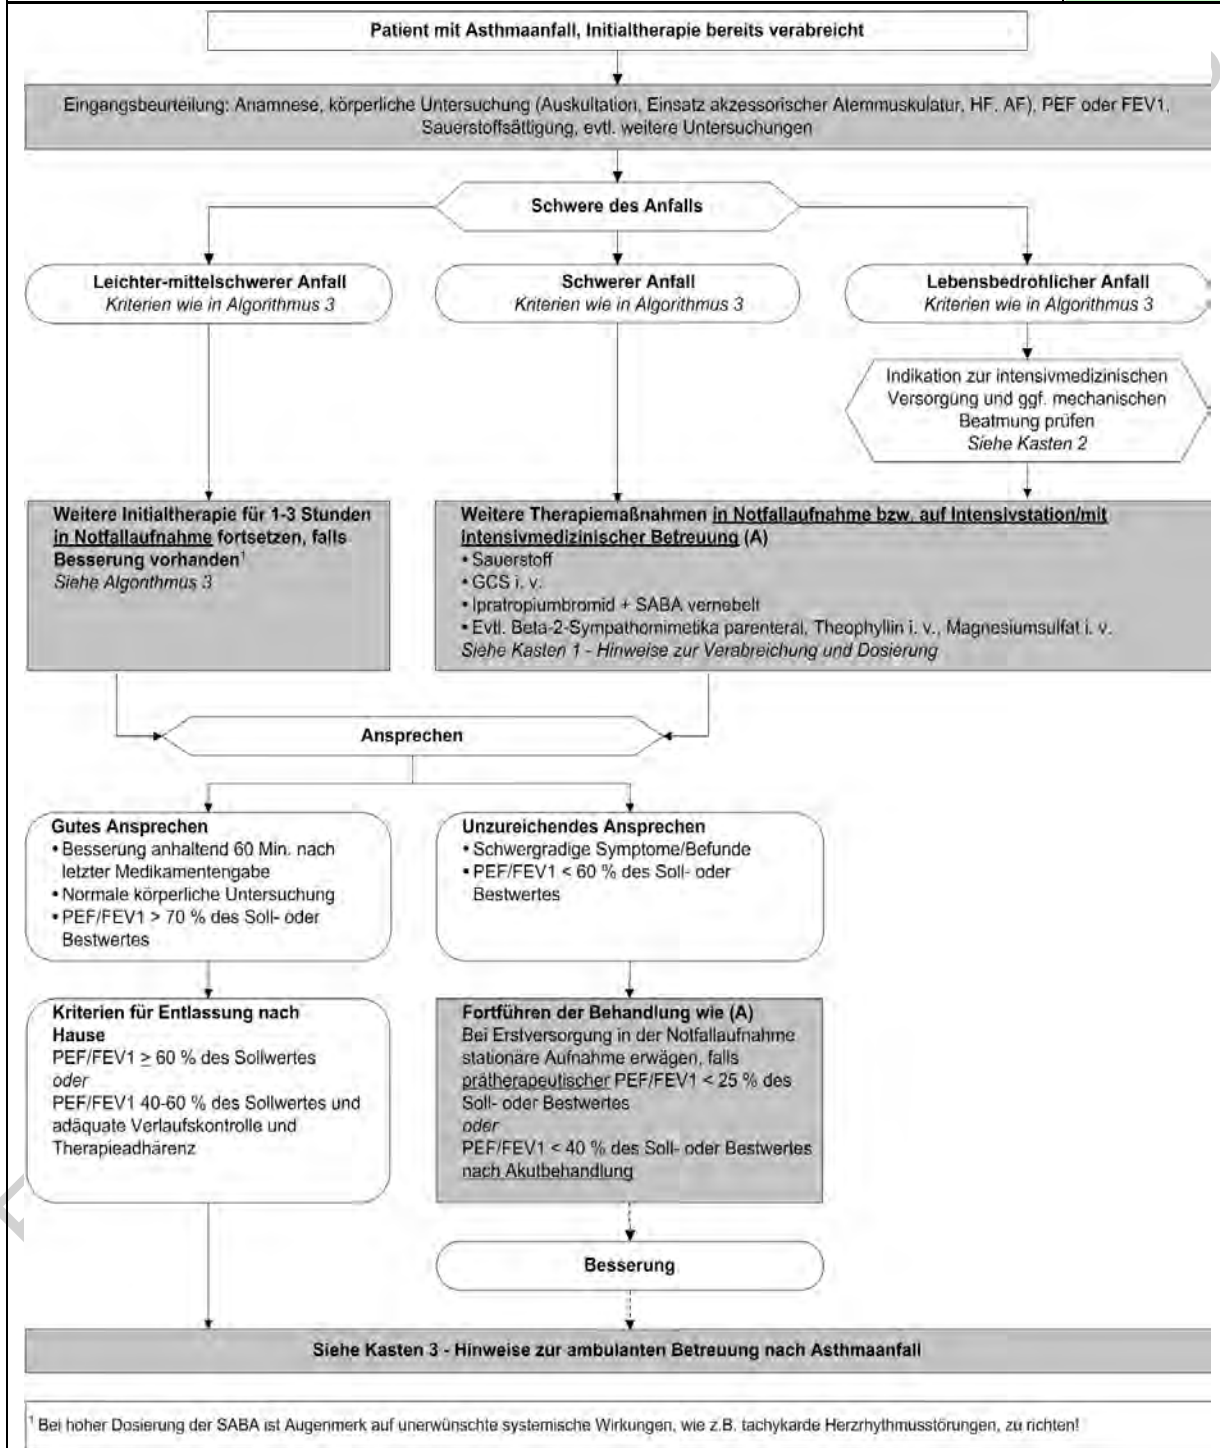 Patient mit Asthmaanfall, Initialtherapie bereits verabreicht
Eingangsbeurteilung: Anamnese, körperliche Untersuchung (Auskultation, Einsatz akzessorischer Atemmuskulatur, HF, AF), PEF oder FEV1,
Sauerstoffsättigung, evtl. weitere Untersuchungen
Schwere des Anfalls
Leichter-mittelschwerer Anfall
Kriterien wie in Algorithmus 3
Schwerer Anfall
Kriterien wie in Algorithmus 3
Lebensbedrohlicher Anfall
Kriterien wie in Algorithmus 3
Indikation zur intensivmedizinischen
Versorgung und ggf. mechanischen
Beatmung prüfen
Siehe Kasten 2
Weitere Initialtherapie für 1-3 Stunden
in Notfallaufnahme fortsetzen, falls
Besserung vorhanden¹
Siehe Algorithmus 3
Weitere Therapiemaßnahmen in Notfallaufnahme bzw. auf Intensivstation/mit
Intensivmedizinischer Betreuung (A)
• Sauerstoff
• GCS i. v.
• Ipratropiumbromid + SABA vernebelt
• Evtl. Beta-2-Sympathomimetika parenteral, Theophyllin i. v., Magnesiumsulfat i. v.
Siehe Kasten 1 - Hinweise zur Verabreichung und Dosierung
Ansprechen
Gutes Ansprechen
• Besserung anhaltend 60 Min. nach
letzter Medikamentengabe
• Normale körperliche Untersuchung
• PEF/FEV1 > 70 % des Soll- oder
Bestwertes
Unzureichendes Ansprechen
• Schwergradige Symptome/Befunde
• PEF/FEV1 < 60 % des Soll- oder
Bestwertes
Kriterien für Entlassung nach
Hause
PEF/FEV1 ≥ 60 % des Sollwertes
oder
PEF/FEV1 40-60 % des Sollwertes und
adäquate Verlaufskontrolle und
Therapieadhärenz
Fortführen der Behandlung wie (A)
Bei Erstversorgung in der Notfallaufnahme
stationäre Aufnahme erwägen, falls
prätherapeutischer PEF/FEV1 < 25 % des
Soll- oder Bestwertes
oder
PEF/FEV1 < 40 % des Soll- oder Bestwertes
nach Akutbehandlung
Besserung
Siehe Kasten 3 - Hinweise zur ambulanten Betreuung nach Asthmaanfall
¹ Bei hoher Dosierung der SABA ist Augenmerk auf unerwünschte systemische Wirkungen, wie z.B. tachykarde Herzrhythmusstörungen, zu richten!